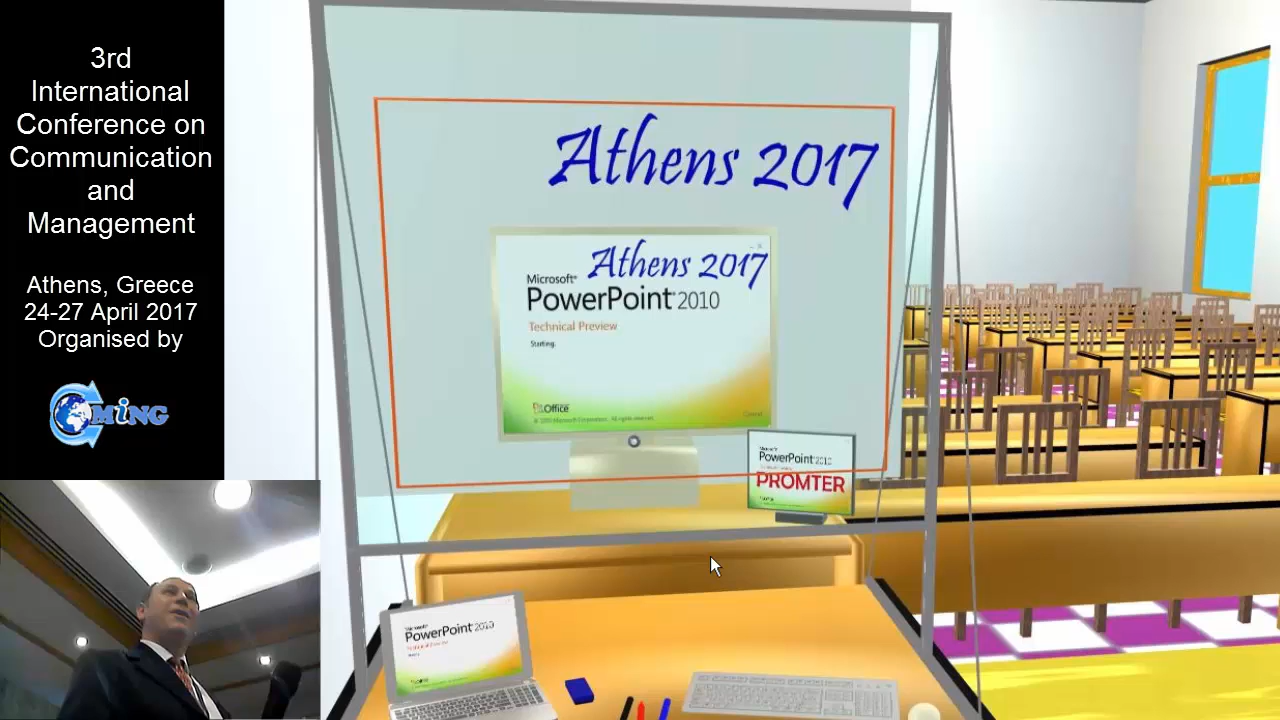 3rd
International
Conference on
Communication
and
Management
Athens, Greece
24-27 April 2017
Organised by
COMING
Athens 2017
Athens 2017
Microsoft®
PowerPoint® 2010
Technical Preview
Starting.
Office
PowerPoint® 2010
PROMTER
PowerPoint® 2010